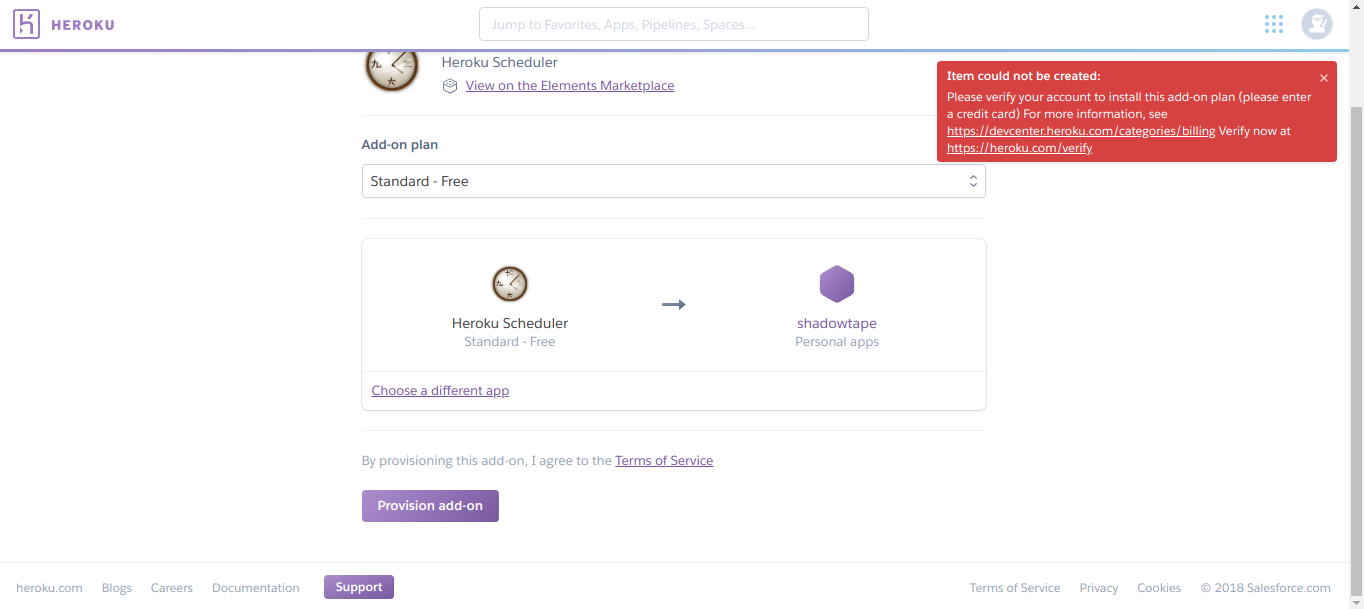 HEROKU
Jump to Favorites, Apps, Pipelines, Spaces...
Heroku Scheduler
View on the Elements Marketplace
Item could not be created:
Please verify your account to install this add-on plan (please enter
a credit card) For more information, see
https://devcenter.heroku.com/categories/billing Verify now at
https://heroku.com/verify
Add-on plan
Standard - Free
Heroku Scheduler
Standard - Free
shadowtape
Personal apps
Choose a different app
By provisioning this add-on, I agree to the Terms of Service
Provision add-on
heroku.com Blogs Careers Documentation Support Terms of Service Privacy Cookies © 2018 Salesforce.com